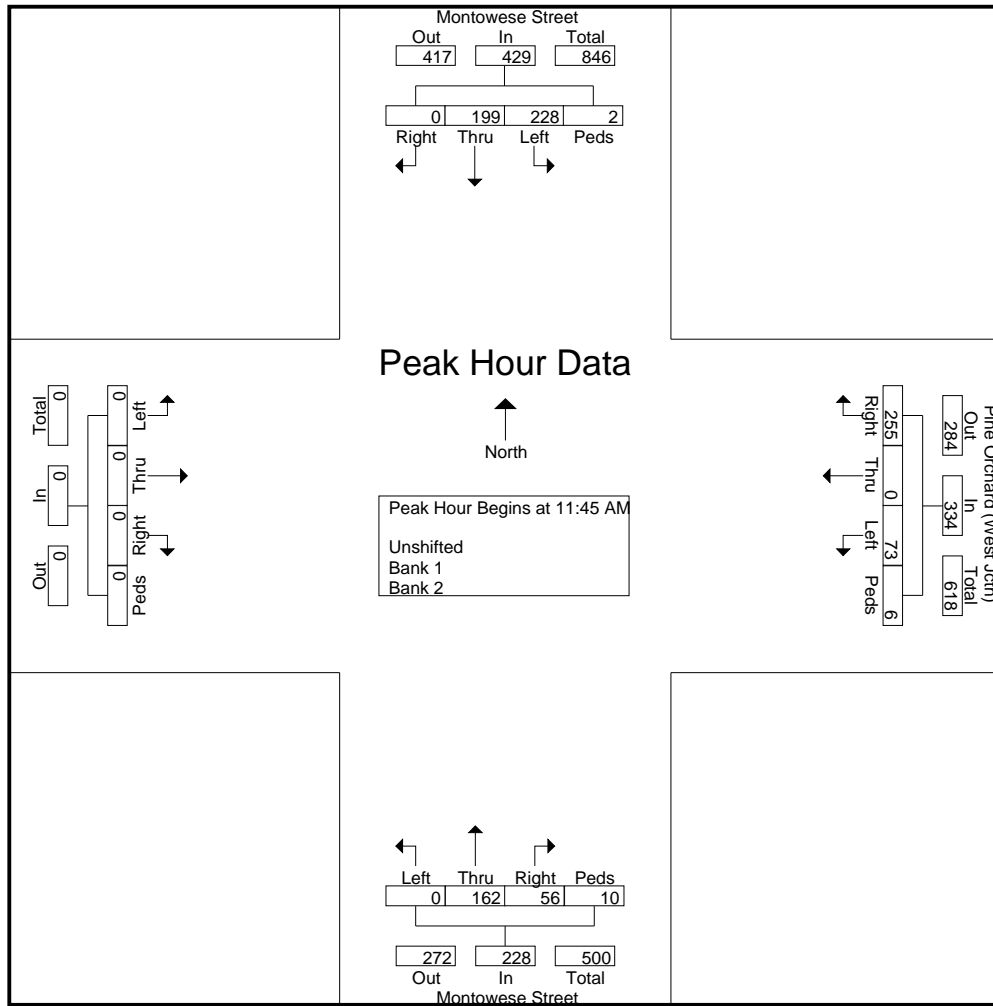 Montowese Street
Out In Total
417 429 846
0 199 228 2
Right Thru Left Peds
Peak Hour Data
North
Peak Hour Begins at 11:45 AM
Unshifted
Bank 1
Bank 2
Total In Out
0 0 0
0 0 0 0
Left Thru Right Peds
Right Thru Left Peds
255 0 73 6
Out In Total
284 334 618
Pine Orchard (West Jctn)
Left Thru Right Peds
0 162 56 10
272 228 500
Out In Total
Montowese Street